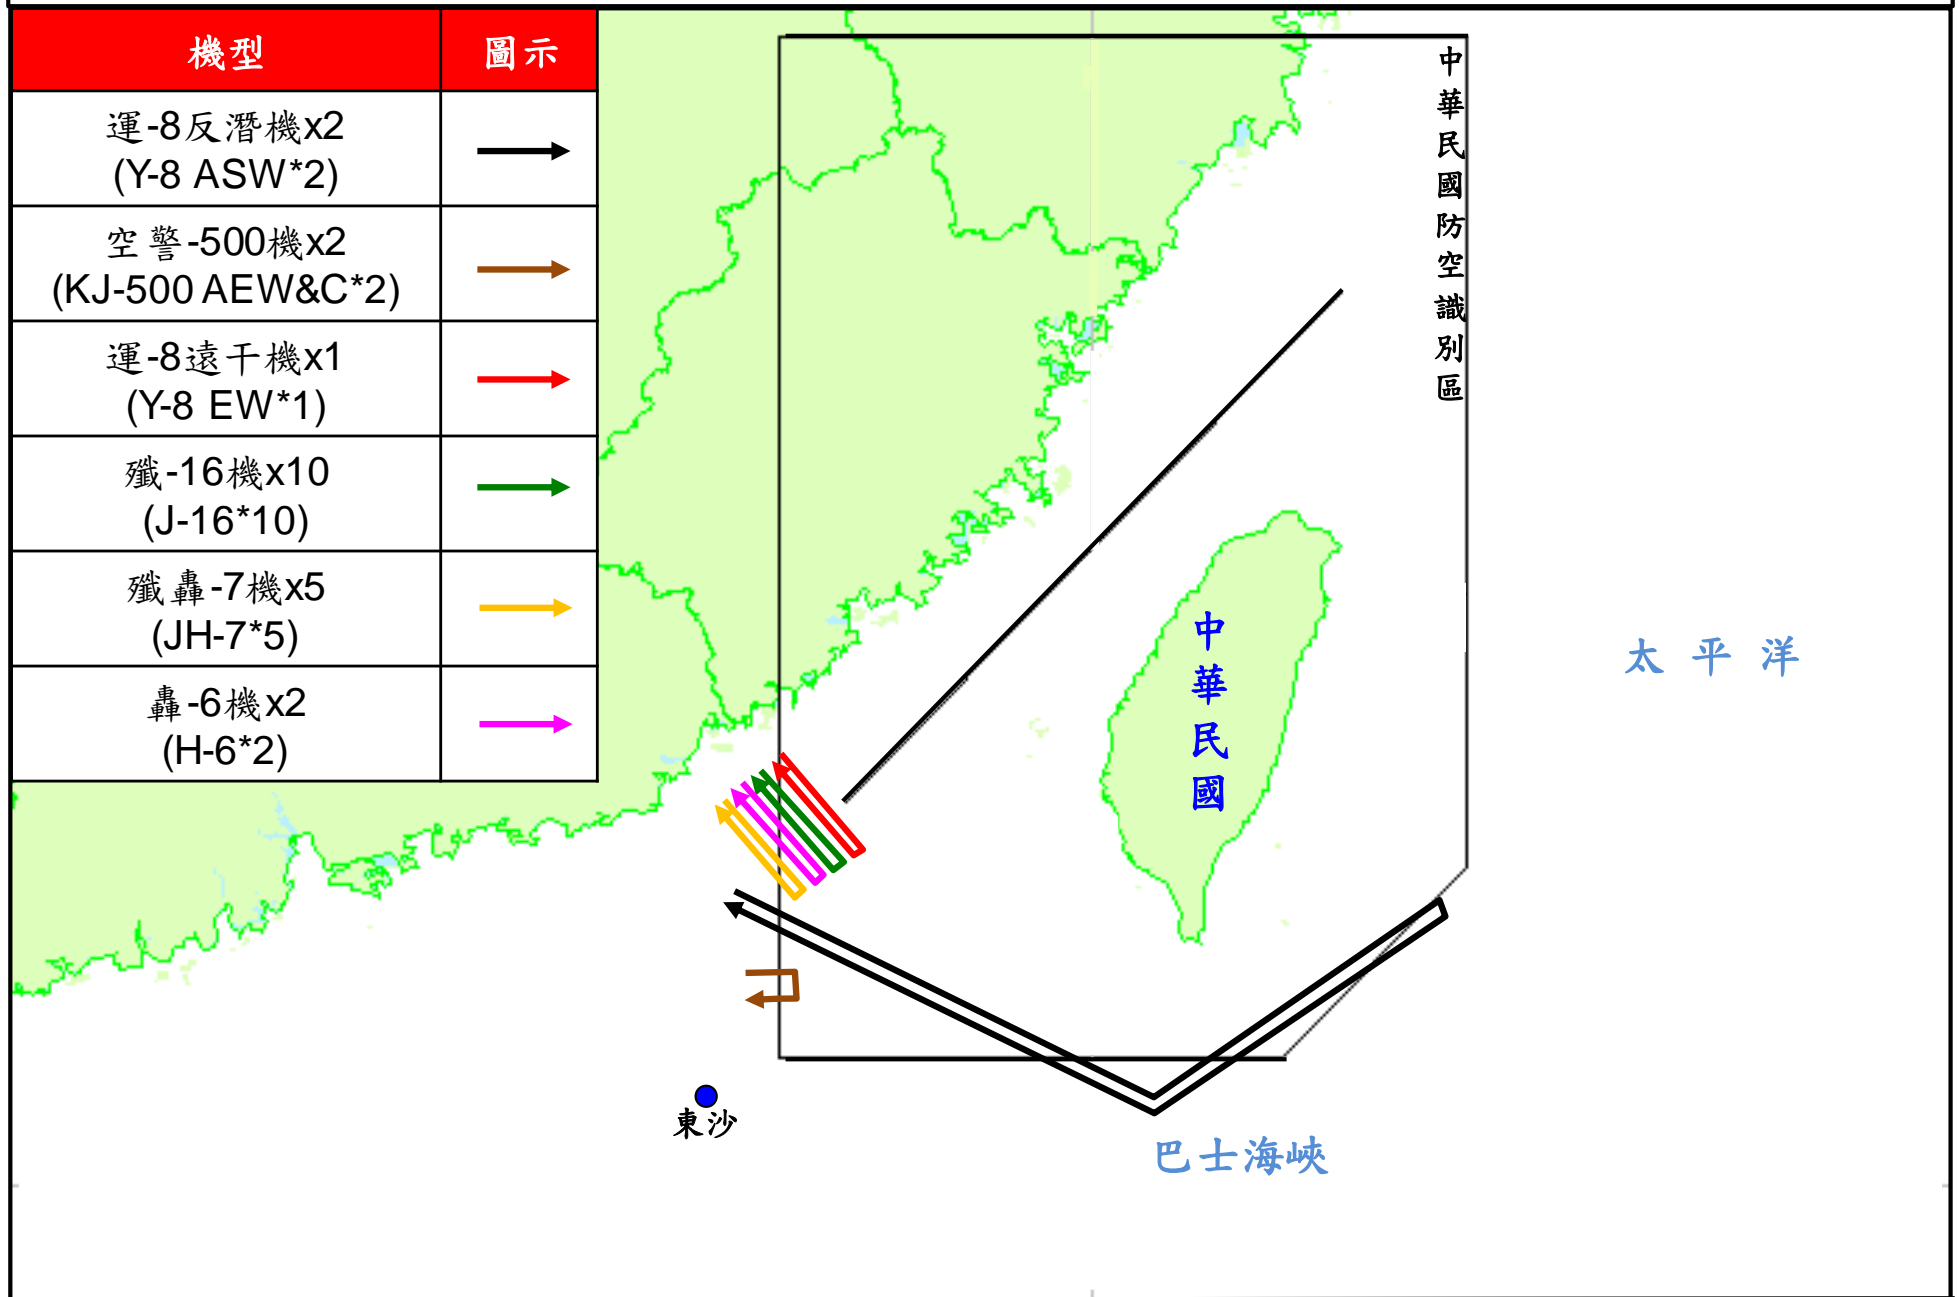 機型 圖示
運-8反潛機x2
(Y-8 ASW*2)
空警-500機x2
(KJ-500 AEW&C*2)
運-8遠干機x1
(Y-8 EW*1)
殲-16機x10
(J-16*10)
殲轟-7機x5
(JH-7*5)
轟-6機x2
(H-6*2)
中華民國防空識別區
中華民國
太平洋
東沙
巴士海峽